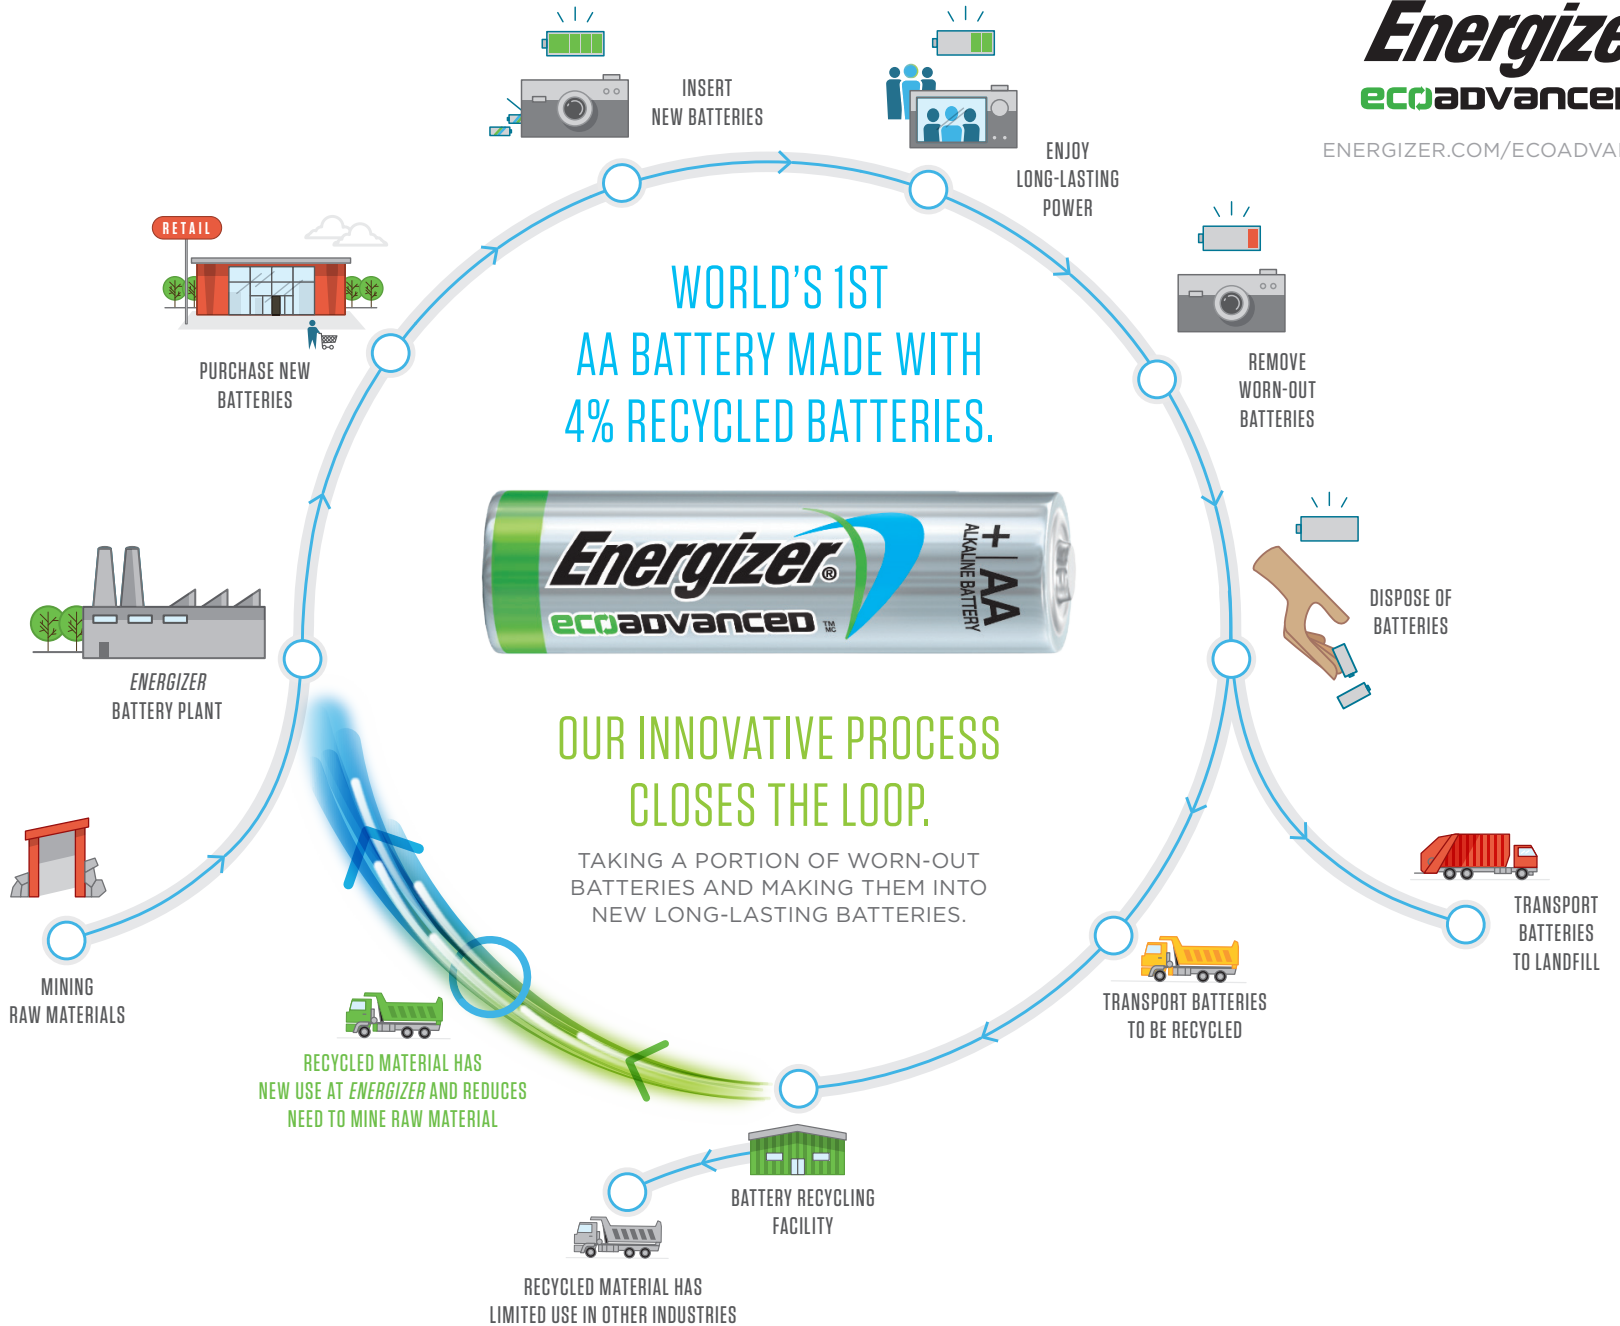 Energize
ecoadvanced
ENERGIZER.COM/ECOADVA
INSERT
NEW BATTERIES
ENJOY
LONG-LASTING
POWER
RETAIL
PURCHASE NEW
BATTERIES
REMOVE
WORN-OUT
BATTERIES
WORLD'S 1ST
AA BATTERY MADE WITH
4% RECYCLED BATTERIES.
Energizer®
ecoadvanced TM
MC
+ AA
ALKALINE BATTERY
DISPOSE OF
BATTERIES
ENERGIZER
BATTERY PLANT
OUR INNOVATIVE PROCESS
CLOSES THE LOOP.
TAKING A PORTION OF WORN-OUT
BATTERIES AND MAKING THEM INTO
NEW LONG-LASTING BATTERIES.
MINING
RAW MATERIALS
TRANSPORT
BATTERIES
TO LANDFILL
TRANSPORT BATTERIES
TO BE RECYCLED
RECYCLED MATERIAL HAS
NEW USE AT ENERGIZER AND REDUCES
NEED TO MINE RAW MATERIAL
BATTERY RECYCLING
FACILITY
RECYCLED MATERIAL HAS
LIMITED USE IN OTHER INDUSTRIES